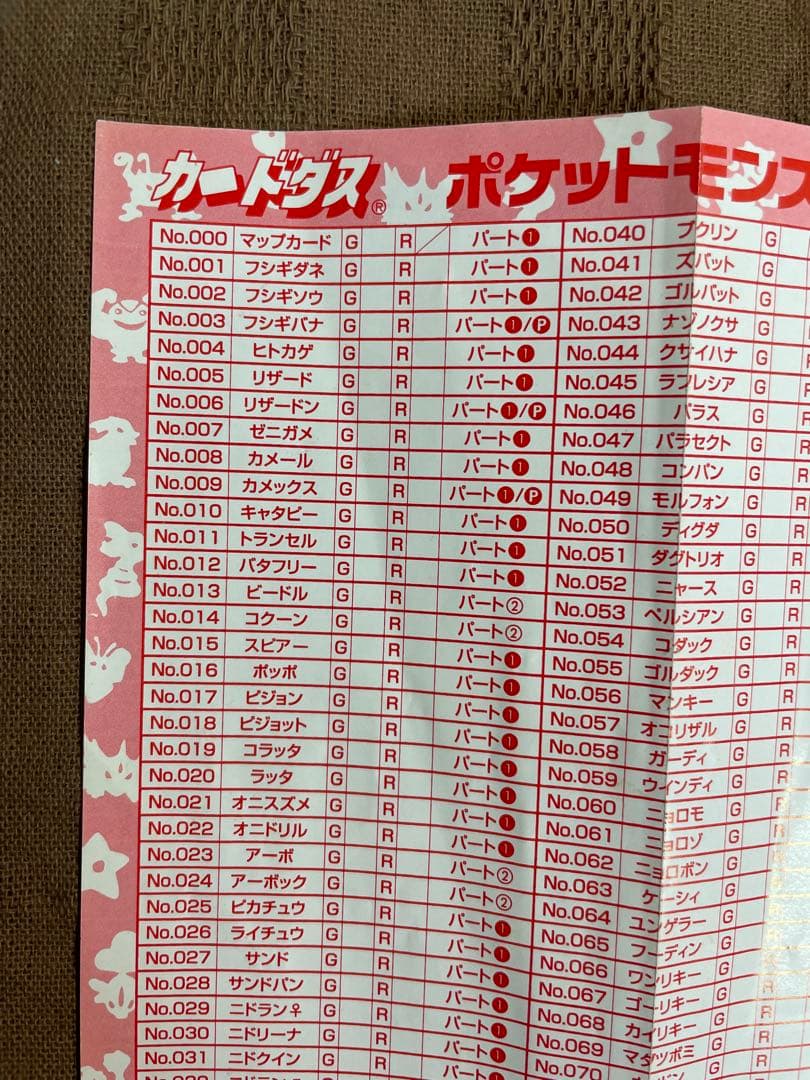 カードダス® ポケットモンス
No.000 マップカード G R パート❶ No.040 プクリン G
No.001 フシギダネ G R パート❶ No.041 ズバット G
No.002 フシギソウ G R パート❶ No.042 ゴルバット G
No.003 フシギバナ G R パート❶/Ⓟ No.043 ナゾノクサ G
No.004 ヒトカゲ G R パート❶ No.044 クサイハナ G
No.005 リザード G R パート❶ No.045 ラフレシア G
No.006 リザードン G R パート❶/Ⓟ No.046 パラス G
No.007 ゼニガメ G R パート❶ No.047 パラセクト G R
No.008 カメール G R パート❶ No.048 コンパン G R
No.009 カメックス G R パート❶/Ⓟ No.049 モルフォン G R
No.010 キャタピー G R パート❶ No.050 ディグダ G R
No.011 トランセル G R パート❶ No.051 ダグトリオ G R
No.012 バタフリー G R パート❶ No.052 ニャース G R
No.013 ビードル G R パート② No.053 ペルシアン G R
No.014 コクーン G R パート② No.054 コダック G R
No.015 スピアー G R パート❶ No.055 ゴルダック G R
No.016 ポッポ G R パート❶ No.056 マンキー G R
No.017 ピジョン G R パート❶ No.057 オコリザル G R
No.018 ピジョット G R パート❶ No.058 ガーディ G R
No.019 コラッタ G R パート❶ No.059 ウインディ G R
No.020 ラッタ G R パート❶ No.060 ニョロモ G R
No.021 オニスズメ G R パート❶ No.061 ニョロゾ G R
No.022 オニドリル G R パート❶ No.062 ニョロボン G R
No.023 アーボ G R パート② No.063 ケーシィ G R
No.024 アーボック G R パート② No.064 ユンゲラー G R
No.025 ピカチュウ G R パート❶ No.065 フーディン G R
No.026 ライチュウ G R パート❶ No.066 ワンリキー G R
No.027 サンド G R パート❶ No.067 ゴーリキー G R
No.028 サンドパン G R パート❶ No.068 カイリキー G R
No.029 ニドラン♀ G R パート❶ No.069 マダツボミ G R
No.030 ニドリーナ G R パート❶ No.070
No.031 ニドクイン G R パート❶